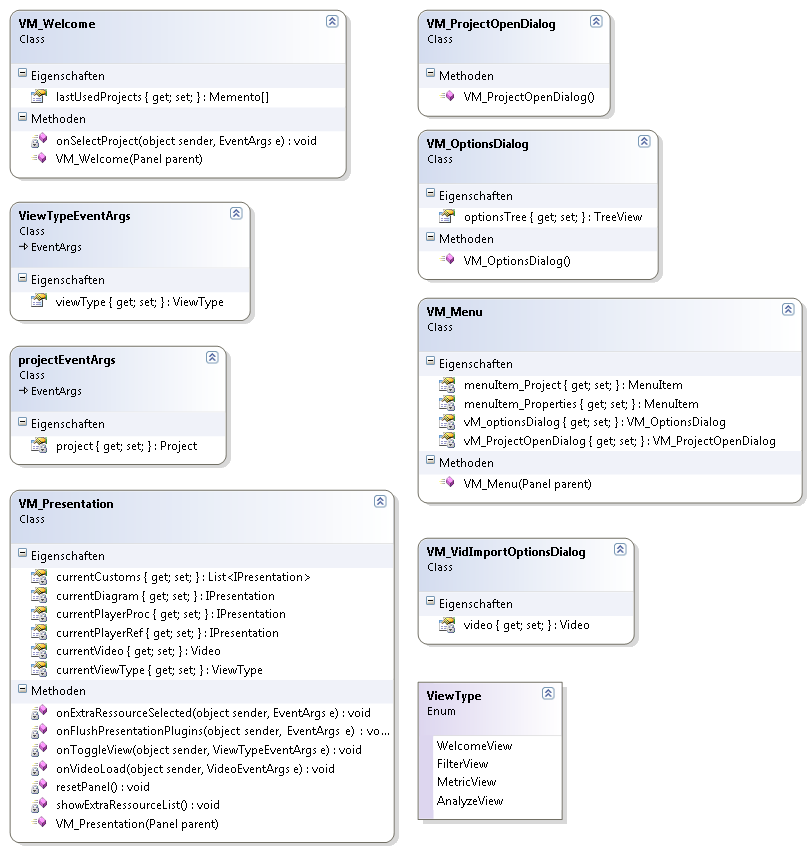 VM_Welcome
Class
Eigenschaften
lastUsedProjects { get; set; } : Memento[]
Methoden
onSelectProject(object sender, EventArgs e) : void
VM_Welcome(Panel parent)
ViewTypeEventArgs
Class
EventArgs
Eigenschaften
viewType { get; set; } : ViewType
projectEventArgs
Class
EventArgs
Eigenschaften
project { get; set; } : Project
VM_Presentation
Class
Eigenschaften
currentCustoms { get; set; } : List<IPresentation>
currentDiagram { get; set; } : IPresentation
currentPlayerProc { get; set; } : IPresentation
currentPlayerRef { get; set; } : IPresentation
currentVideo { get; set; } : Video
currentViewType { get; set; } : ViewType
Methoden
onExtraRessourceSelected(object sender, EventArgs e) : void
onFlushPresentationPlugins(object sender, EventArgs e) : vo...
onToggleView(object sender, ViewTypeEventArgs e) : void
onVideoLoad(object sender, VideoEventArgs e) : void
resetPanel() : void
showExtraRessourceList() : void
VM_Presentation(Panel parent)
VM_ProjectOpenDialog
Class
Methoden
VM_ProjectOpenDialog()
VM_OptionsDialog
Class
Eigenschaften
optionsTree { get; set; } : TreeView
Methoden
VM_OptionsDialog()
VM_Menu
Class
Eigenschaften
menuItem_Project { get; set; } : MenuItem
menuItem_Properties { get; set; } : MenuItem
vM_optionsDialog { get; set; } : VM_OptionsDialog
vM_ProjectOpenDialog { get; set; } : VM_ProjectOpenDialog
Methoden
VM_Menu(Panel parent)
VM_VidImportOptionsDialog
Class
Eigenschaften
video { get; set; } : Video
ViewType
Enum
WelcomeView
FilterView
MetricView
AnalyzeView